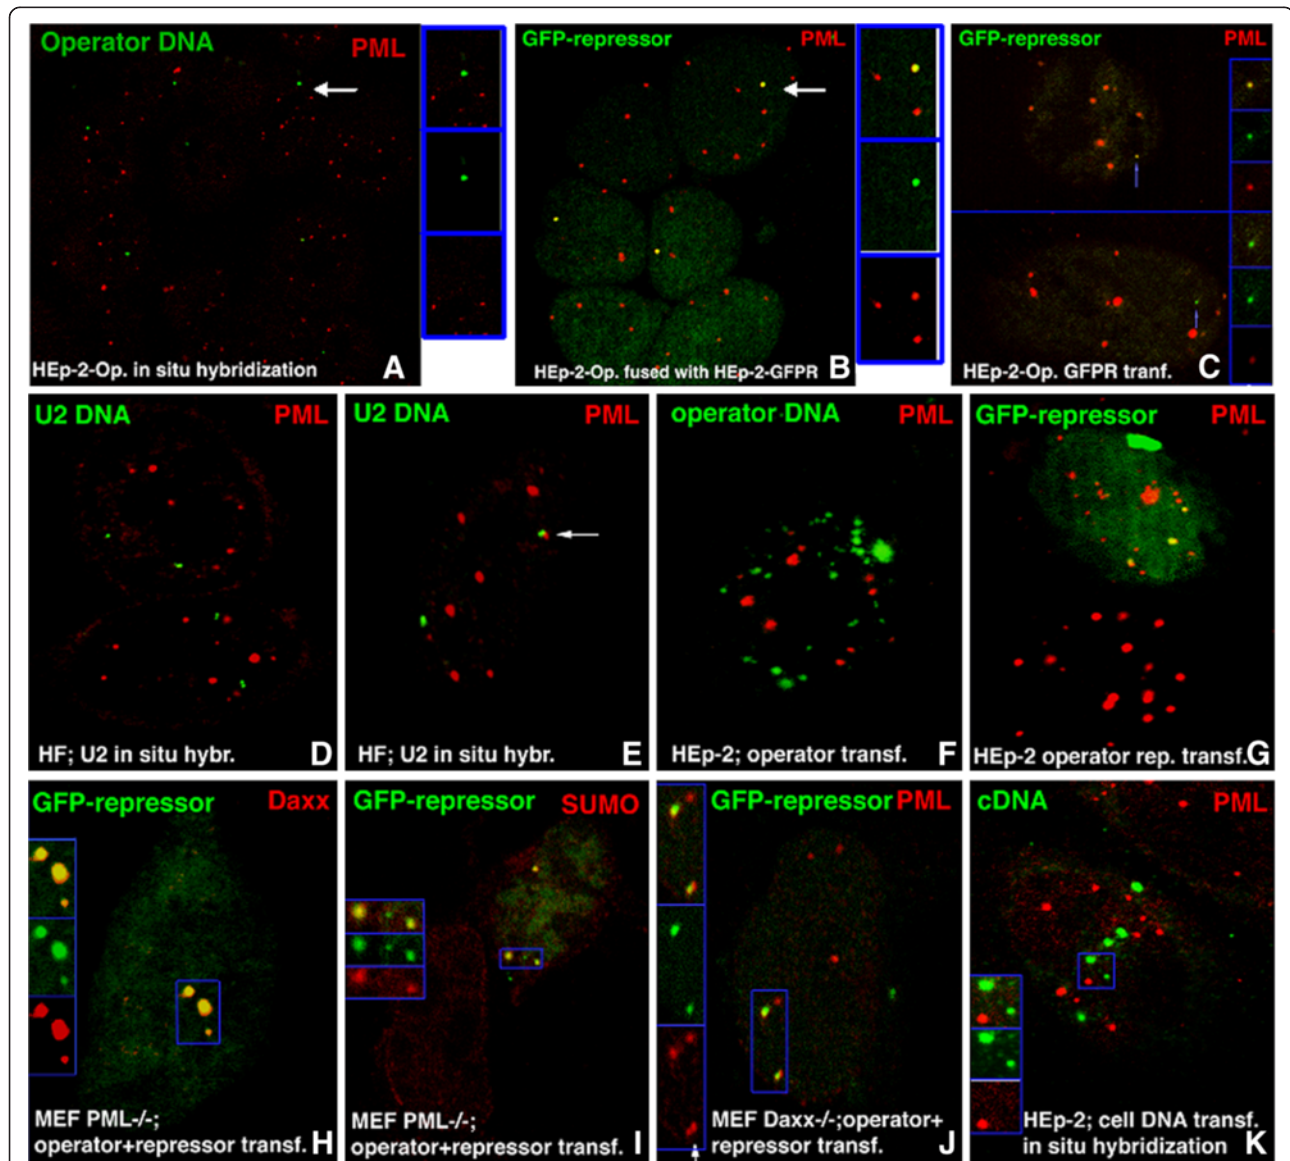 Operator DNA PML
HEp-2-Op. in situ hybridization A
GFP-repressor PML
HEp-2-Op. fused with HEp-2-GFPR B
GFP-repressor PML
HEp-2-Op. GFPR tranf. C
U2 DNA PML
HF; U2 in situ hybr. D
U2 DNA PML
HF; U2 in situ hybr. E
operator DNA PML
HEp-2; operator transf. F
GFP-repressor PML
HEp-2 operator rep. transf. G
GFP-repressor Daxx
MEF PML-/-;
operator+repressor transf. H
GFP-repressor SUMO
MEF PML-/-;
operator+repressor transf. I
GFP-repressor PML
MEF Daxx-/-;operator+
repressor transf. J
cDNA PML
HEp-2; cell DNA transf.
in situ hybridization K